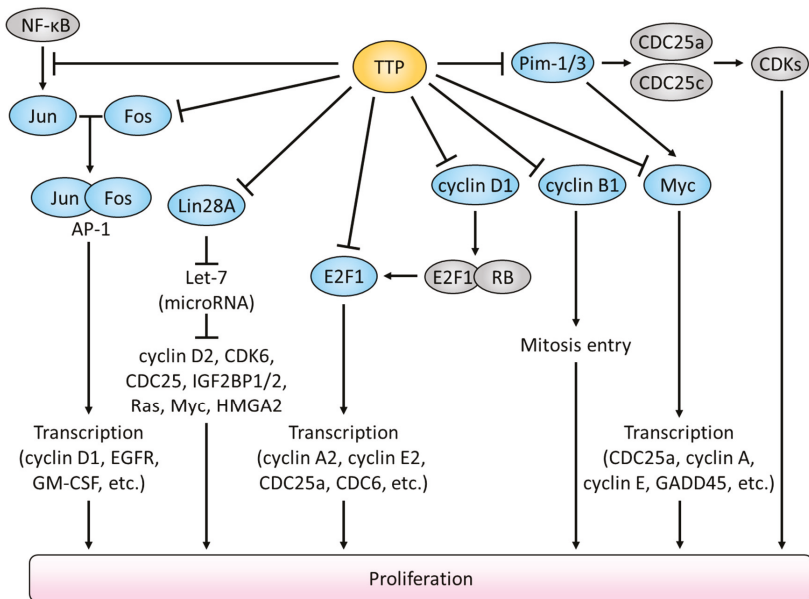 NF-κB
TTP
Pim-1/3
CDC25a
CDC25c
CDKs
Jun
Fos
Jun
Fos
AP-1
Lin28A
cyclin D1
cyclin B1
Myc
Let-7
(microRNA)
E2F1
E2F1
RB
cyclin D2, CDK6,
CDC25, IGF2BP1/2,
Ras, Myc, HMGA2
Mitosis entry
Transcription
(cyclin D1, EGFR,
GM-CSF, etc.)
Transcription
(cyclin A2, cyclin E2,
CDC25a, CDC6, etc.)
Transcription
(CDC25a, cyclin A,
cyclin E, GADD45, etc.)
Proliferation